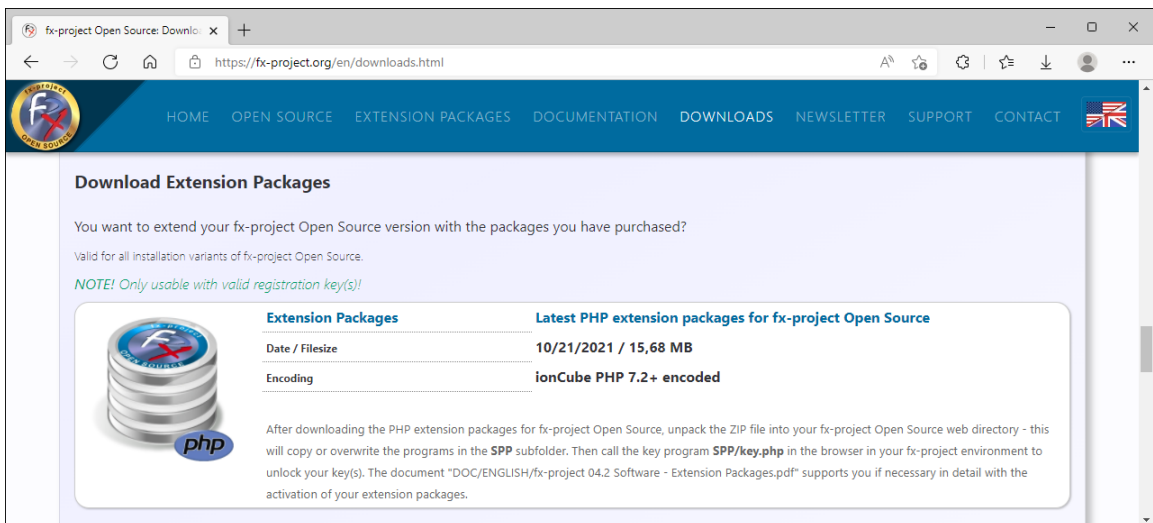 fx-project Open Source: Downlo
https://fx-project.org/en/downloads.html
fx-project
OPEN SOURCE
HOME OPEN SOURCE EXTENSION PACKAGES DOCUMENTATION DOWNLOADS NEWSLETTER SUPPORT CONTACT
Download Extension Packages
You want to extend your fx-project Open Source version with the packages you have purchased?
Valid for all installation variants of fx-project Open Source.
NOTE! Only usable with valid registration key(s)!
Extension Packages Latest PHP extension packages for fx-project Open Source
Date / Filesize 10/21/2021 / 15,68 MB
Encoding ionCube PHP 7.2+ encoded
fx-project
OPEN SOURCE
php
After downloading the PHP extension packages for fx-project Open Source, unpack the ZIP file into your fx-project Open Source web directory - this
will copy or overwrite the programs in the SPP subfolder. Then call the key program SPP/key.php in the browser in your fx-project environment to
unlock your key(s). The document "DOC/ENGLISH/fx-project 04.2 Software - Extension Packages.pdf" supports you if necessary in detail with the
activation of your extension packages.